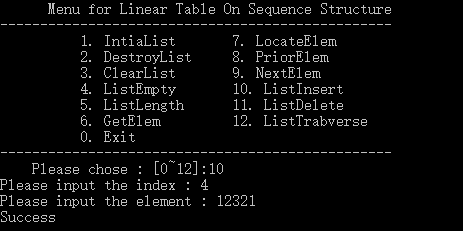 Menu for Linear Table On Sequence Structure
-------------------------------------------------
1. IntiaList 7. LocateElem
2. DestroyList 8. PriorElem
3. ClearList 9. NextElem
4. ListEmpty 10. ListInsert
5. ListLength 11. ListDelete
6. GetElem 12. ListTrabverse
0. Exit
-------------------------------------------------
Please chose : [0~12]:10
Please input the index : 4
Please input the element : 12321
Success